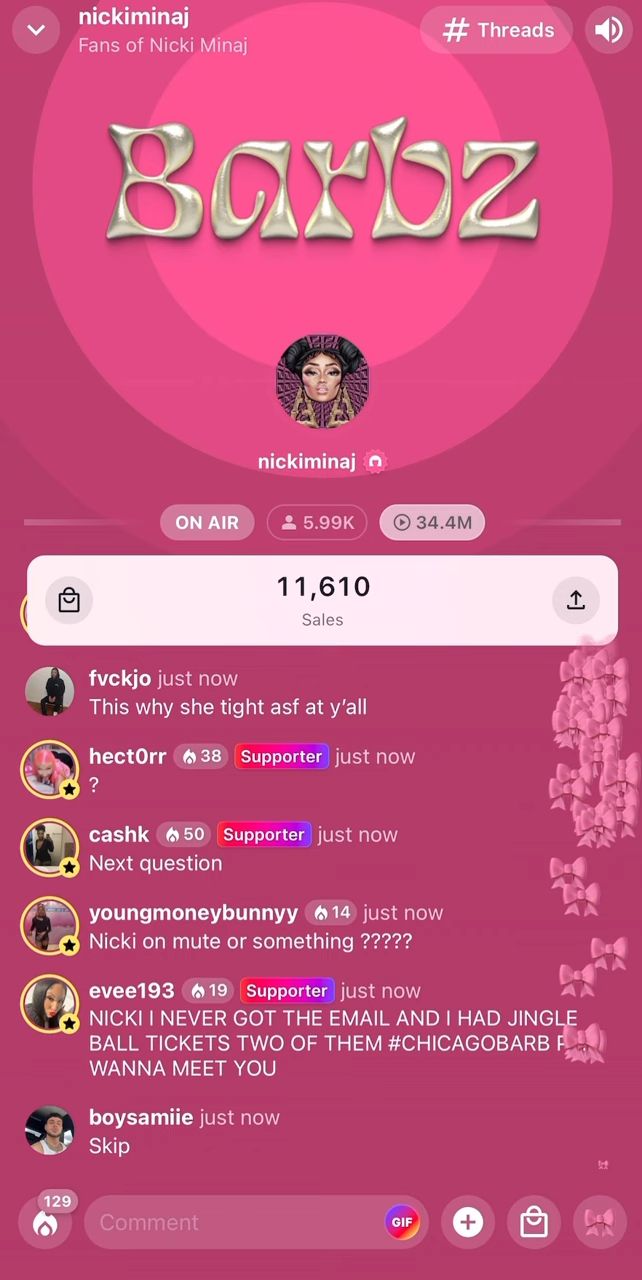 nickiminaj
Fans of Nicki Minaj
# Threads
Barbz
nickiminaj
ON AIR
5.99K
34.4M
11,610
Sales
fvckjo just now
This why she tight asf at y’all
hect0rr 38 Supporter just now
?
cashk 50 Supporter just now
Next question
youngmoneybunnyy 14 just now
Nicki on mute or something ?????
evee193 19 Supporter just now
NICKI I NEVER GOT THE EMAIL AND I HAD JINGLE
BALL TICKETS TWO OF THEM #CHICAGOBARB
WANNA MEET YOU
boysamiie just now
Skip
129
Comment
GIF